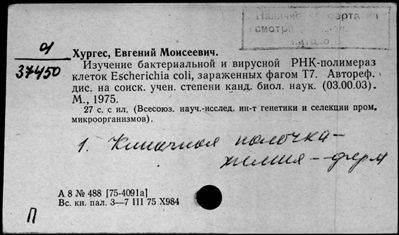 Наличие
смотри
37450
Хургес, Евгений Моисеевич.
Изучение бактериальной и вирусной РНК-полимераз
клеток Escherichia coli, зараженных фагом Т7. Автореф.
дис. на соиск. учен. степени канд. биол. наук. (03.00.03).
М., 1975.
27 с. с ил. (Всесоюз. науч.-исслед. ин-т генетики и селекции пром.
микроорганизмов).
1. Кишечная палочка-
химия-ферм
А 8 № 488 [75-4091а]
Вс. кн. пал. 3—7 III 75 Х984
П